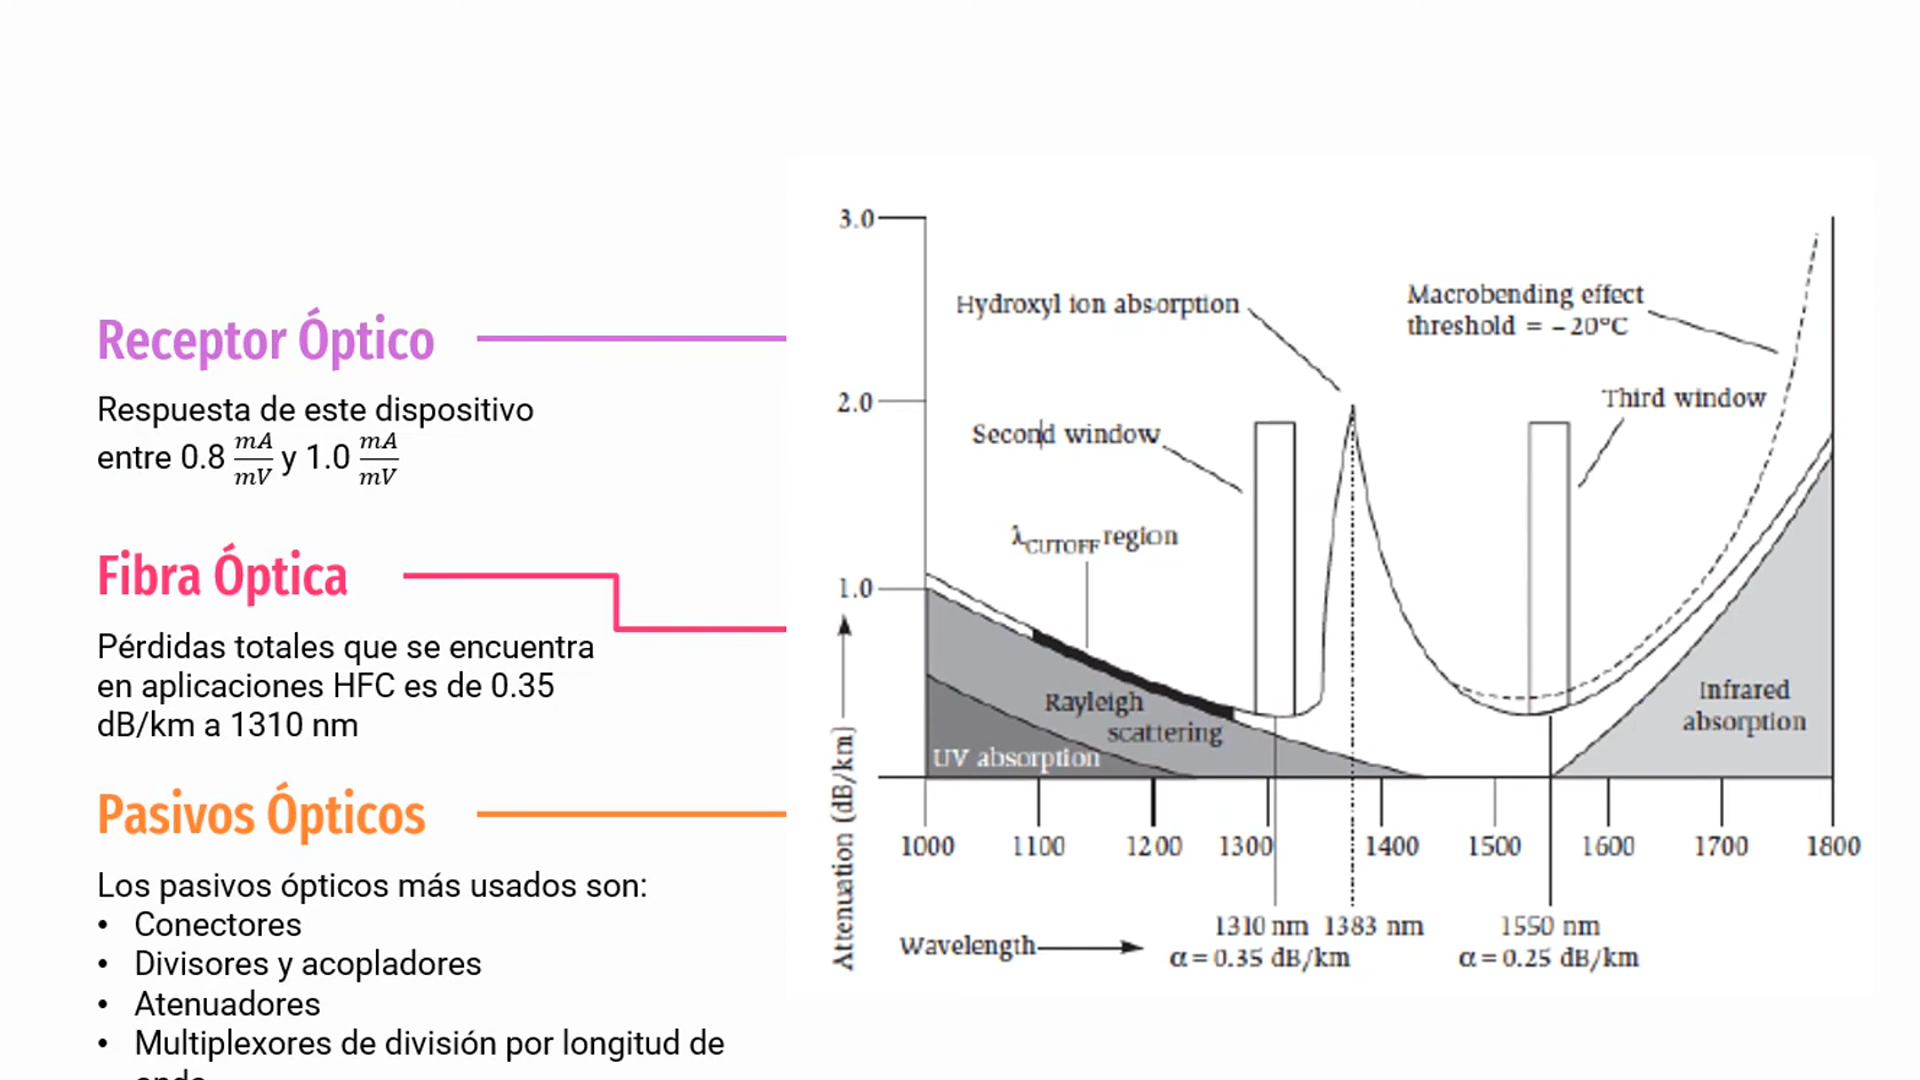 Receptor Óptico
Respuesta de este dispositivo
entre 0.8 mA/mV y 1.0 mA/mV
Fibra Óptica
Pérdidas totales que se encuentra
en aplicaciones HFC es de 0.35
dB/km a 1310 nm
Pasivos Ópticos
Los pasivos ópticos más usados son:
• Conectores
• Divisores y acopladores
• Atenuadores
• Multiplexores de división por longitud de
3.0
2.0
1.0
Attenuation (dB/km)
Hydroxyl ion absorption
Macrobending effect
threshold = −20°C
Second window
Third window
λCUTOFF region
Rayleigh
scattering
UV absorption
Infrared
absorption
1000 1100 1200 1300 1400 1500 1600 1700 1800
Wavelength
1310 nm 1383 nm 1550 nm
α = 0.35 dB/km α = 0.25 dB/km